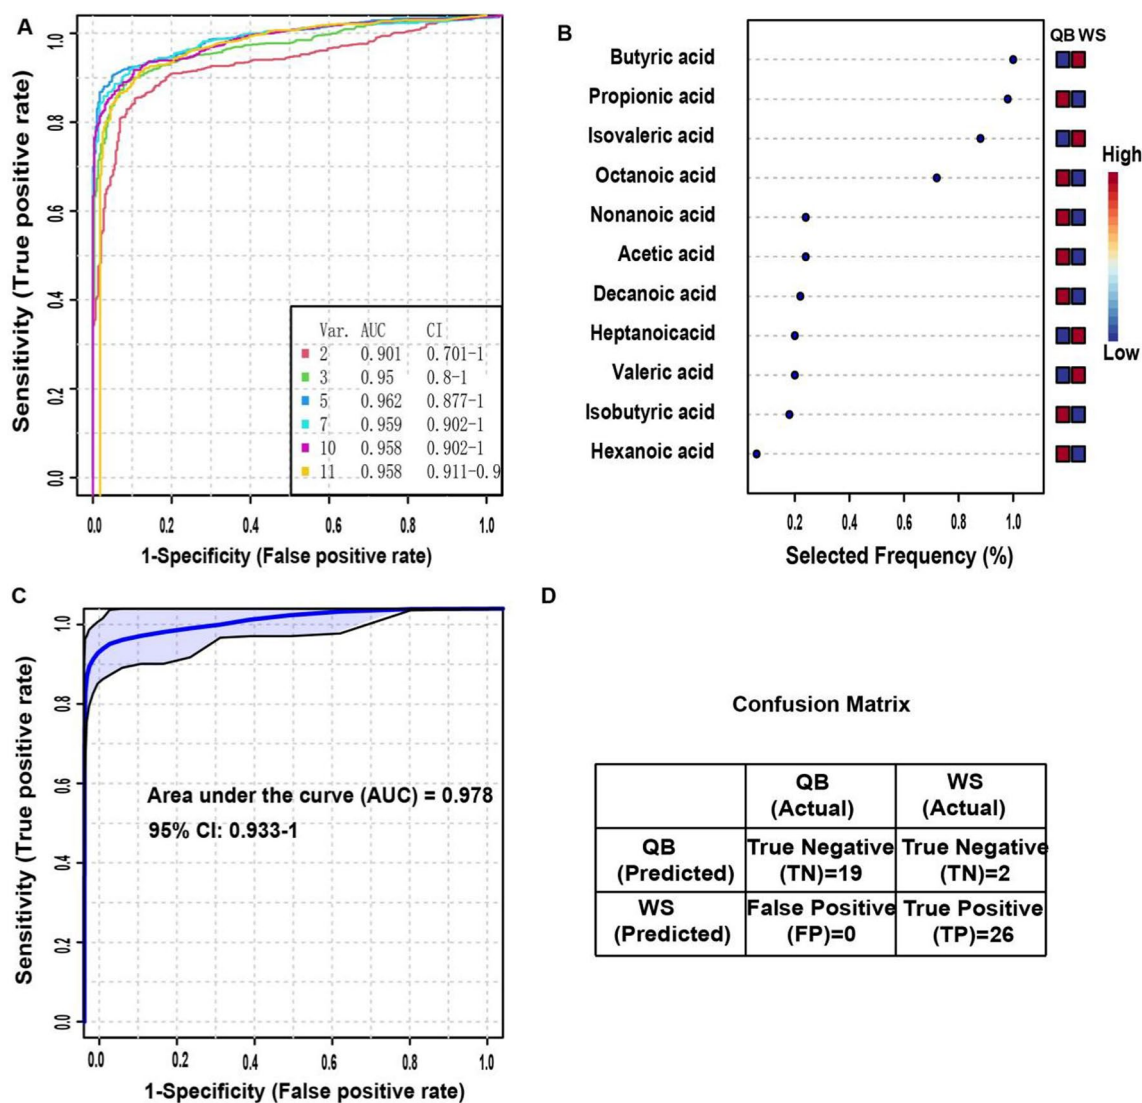 A
Sensitivity (True positive rate)
1.0
0.8
0.6
0.4
0.2
0.0
Var. AUC CI
2 0.901 0.701-1
3 0.95 0.8-1
5 0.962 0.877-1
7 0.959 0.902-1
10 0.958 0.902-1
11 0.958 0.911-0.9
0.0 0.2 0.4 0.6 0.8 1.0
1-Specificity (False positive rate)
B
QB WS
Butyric acid
Propionic acid
Isovaleric acid
Octanoic acid
Nonanoic acid
Acetic acid
Decanoic acid
Heptanoicacid
Valeric acid
Isobutyric acid
Hexanoic acid
High
Low
0.2 0.4 0.6 0.8 1.0
Selected Frequency (%)
C
Sensitivity (True positive rate)
1.0
0.8
0.6
0.4
0.2
0.0
Area under the curve (AUC) = 0.978
95% CI: 0.933-1
0.0 0.2 0.4 0.6 0.8 1.0
1-Specificity (False positive rate)
D
Confusion Matrix
QB WS
(Actual) (Actual)
QB True Negative True Negative
(Predicted) (TN)=19 (TN)=2
WS False Positive True Positive
(Predicted) (FP)=0 (TP)=26